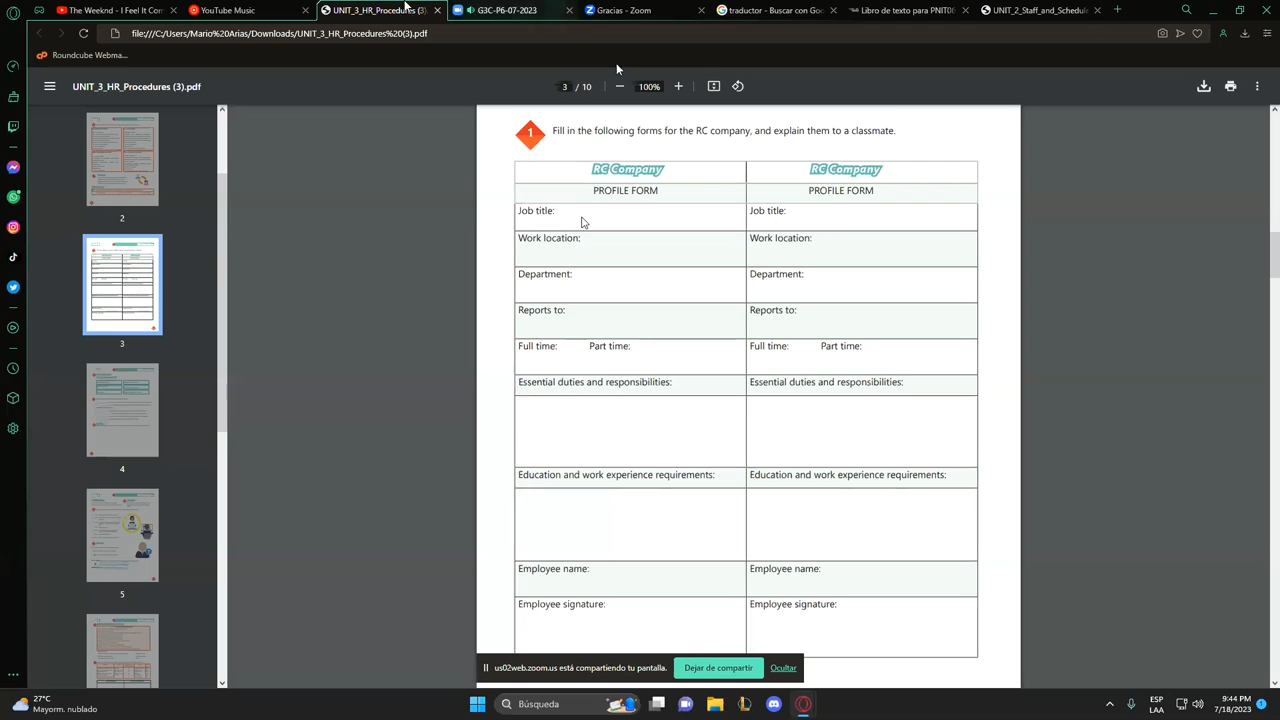 The Weeknd - I Feel It Com
YouTube Music
UNIT_3_HR_Procedures (3)
G3C-P6-07-2023
Gracias - Zoom
traductor - Buscar con Goo
Libro de texto para PNIT08
UNIT_2_Staff_and_Schedule
file:///C:/Users/Mario%20Arias/Downloads/UNIT_3_HR_Procedures%20(3).pdf
Roundcube Webma...
UNIT_3_HR_Procedures (3).pdf
3 / 10
100%
2
3
4
5
1
Fill in the following forms for the RC company, and explain them to a classmate.
RC Company RC Company
PROFILE FORM PROFILE FORM
Job title: Job title:
Work location: Work location:
Department: Department:
Reports to: Reports to:
Full time: Part time: Full time: Part time:
Essential duties and responsibilities: Essential duties and responsibilities:
Education and work experience requirements: Education and work experience requirements:
Employee name: Employee name:
Employee signature: Employee signature:
us02web.zoom.us está compartiendo tu pantalla.
Dejar de compartir
Ocultar
27°C
Mayorm. nublado
Búsqueda
ESP
LAA
9:44 PM
7/18/2023